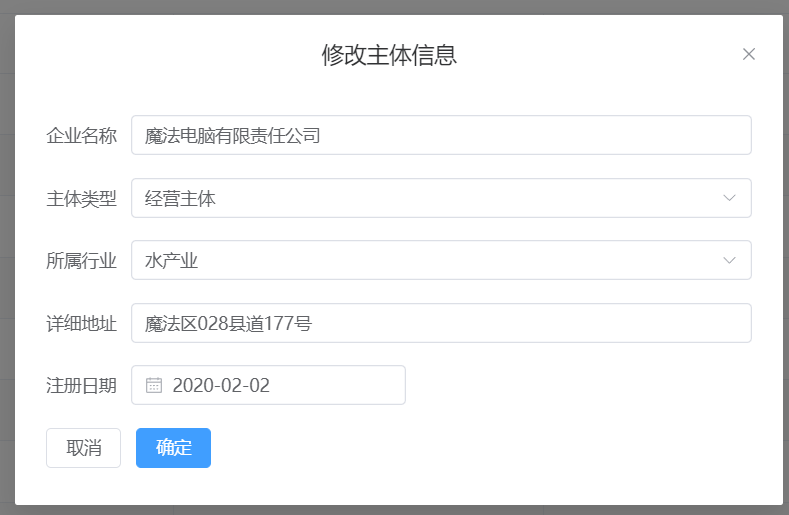 修改主体信息
企业名称 魔法电脑有限责任公司
主体类型 经营主体
所属行业 水产业
详细地址 魔法区028县道177号
注册日期 2020-02-02
取消 确定